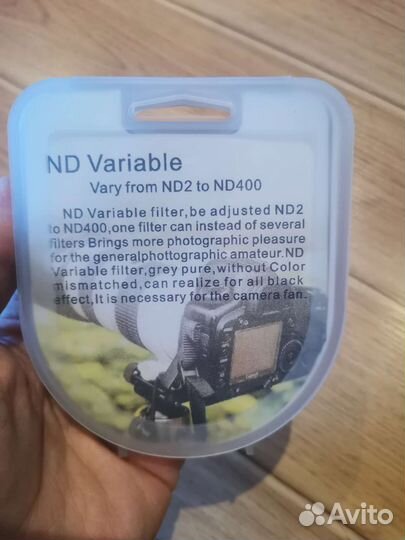 ND Variable
Vary from ND2 to ND400
ND Variable filter,be adjusted ND2
to ND400,one filter can instead of several
filters Brings more photographic pleasure
for the generalphottographic amateur.ND
Variable filter,grey pure,without Color
mismatched,can realize for all black
effect,It is necessary for the camera fan.
Avito